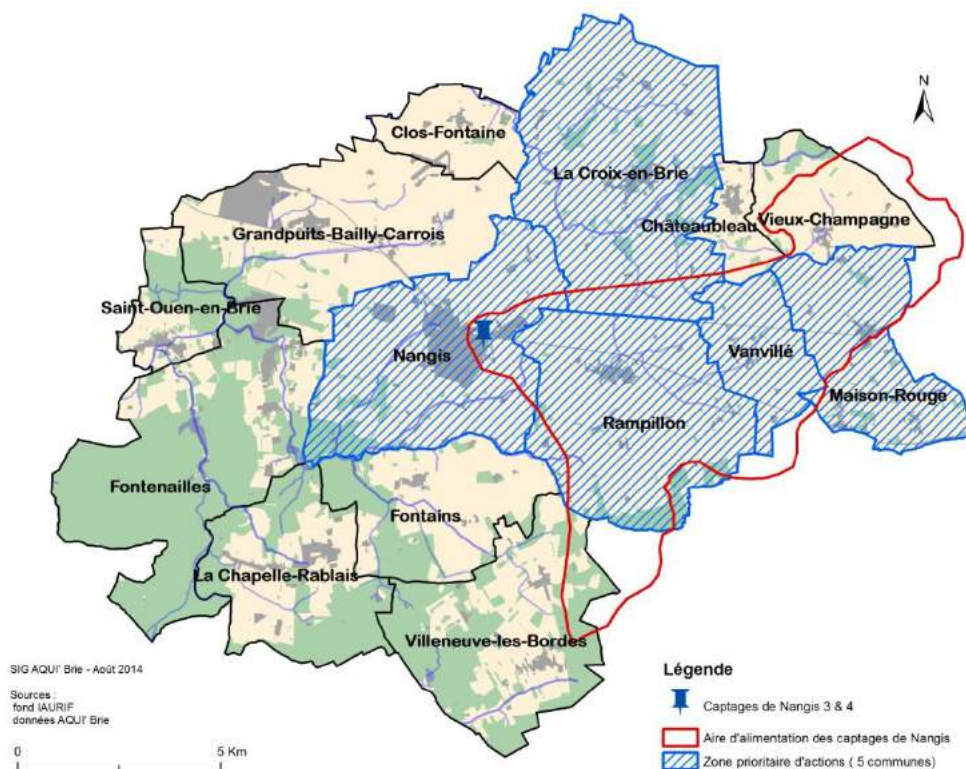 N
Clos-Fontaine
La Croix-en-Brie
Châteaubleau
Vieux-Champagne
Grandpuits-Bailly-Carrois
Saint-Ouen-en-Brie
Nangis
Vanvillé
Maison-Rouge
Rampillon
Fontenailles
Fontains
La Chapelle-Rablais
Villeneuve-les-Bordes
SIG AQUI' Brie - Août 2014
Sources :
fond IAURIF
données AQUI' Brie
0 5 Km
Légende
Captages de Nangis 3 & 4
Aire d'alimentation des captages de Nangis
Zone prioritaire d'actions ( 5 communes)